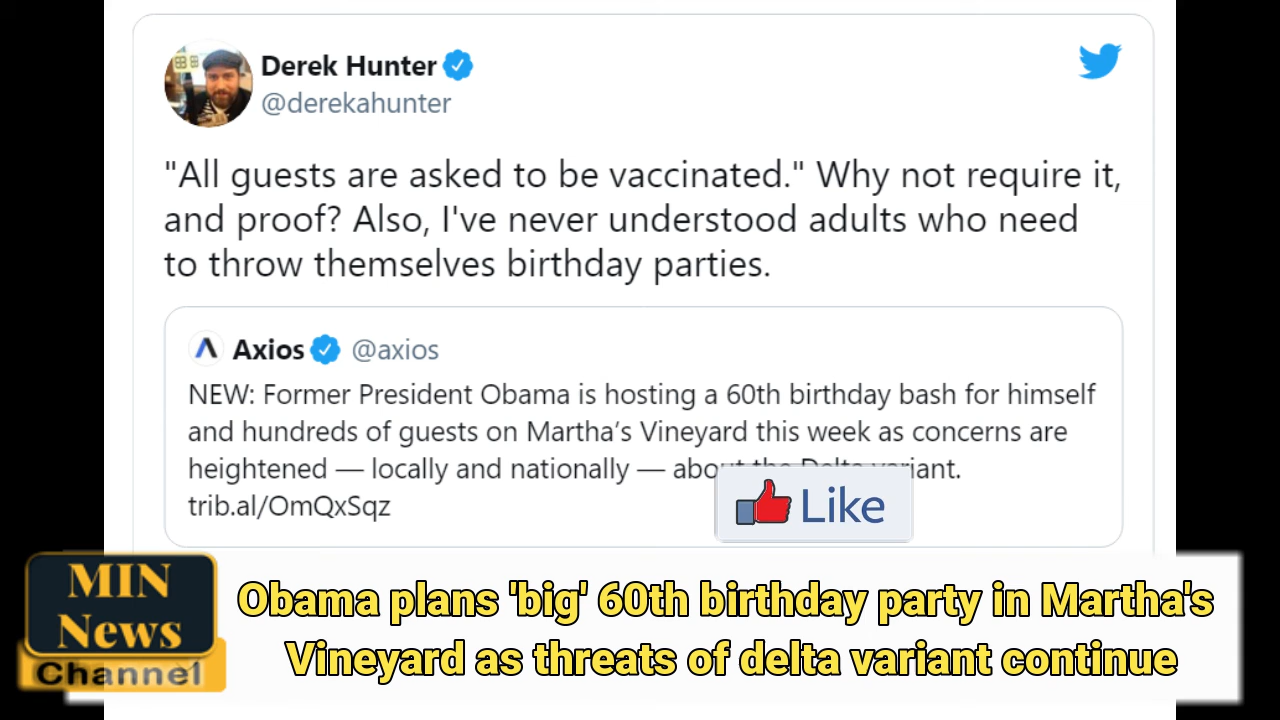 Derek Hunter
@derekahunter
"All guests are asked to be vaccinated." Why not require it,
and proof? Also, I've never understood adults who need
to throw themselves birthday parties.
Axios @axios
NEW: Former President Obama is hosting a 60th birthday bash for himself
and hundreds of guests on Martha's Vineyard this week as concerns are
heightened — locally and nationally — about the Delta variant.
trib.al/OmQxSqz
Like
MIN
News
Channel
Obama plans 'big' 60th birthday party in Martha's
Vineyard as threats of delta variant continue